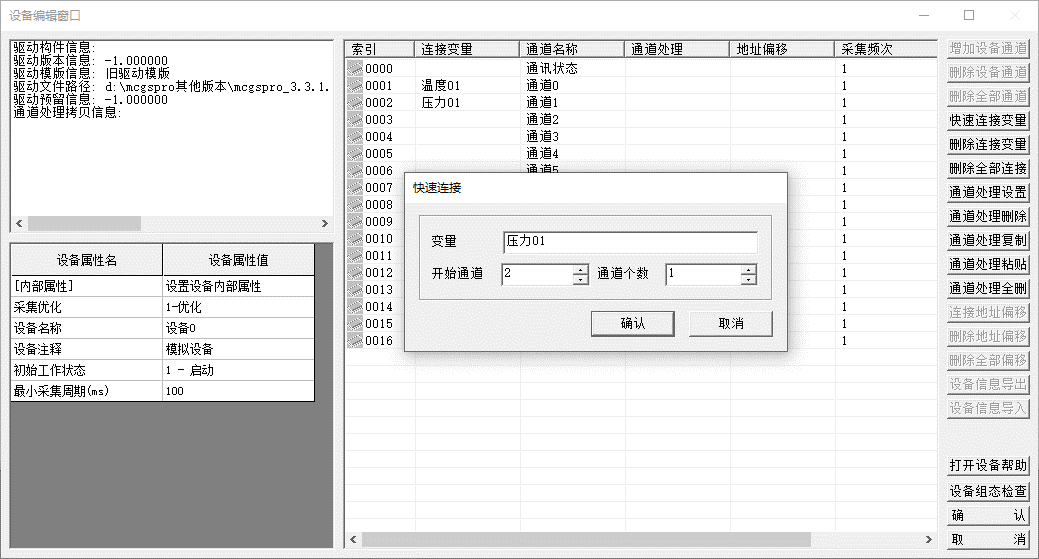 设备编辑窗口
驱动构件信息:
驱动版本信息: -1.000000
驱动模版信息: 旧驱动模版
驱动文件路径: d:\mcgspro其他版本\mcgspro_3.3.1.
驱动预留信息: -1.000000
通道处理拷贝信息:
设备属性名 设备属性值
[内部属性] 设置设备内部属性
采集优化 1-优化
设备名称 设备0
设备注释 模拟设备
初始工作状态 1 - 启动
最小采集周期(ms) 100
索引 连接变量 通道名称 通道处理 地址偏移 采集频次
0000 通讯状态 1
0001 温度01 通道0 1
0002 压力01 通道1 1
0003 通道2 1
0004 通道3 1
0005 通道4 1
0006 通道5 1
0007 1
0008 1
0009 1
0010 1
0011 1
0012 1
0013 1
0014 1
0015 1
0016 1
快速连接
变量 压力01
开始通道 2 通道个数 1
确认 取消
增加设备通道
删除设备通道
删除全部通道
快速连接变量
删除连接变量
删除全部连接
通道处理设置
通道处理删除
通道处理复制
通道处理粘贴
通道处理全删
连接地址偏移
删除地址偏移
删除全部偏移
设备信息导出
设备信息导入
打开设备帮助
设备组态检查
确 认
取 消